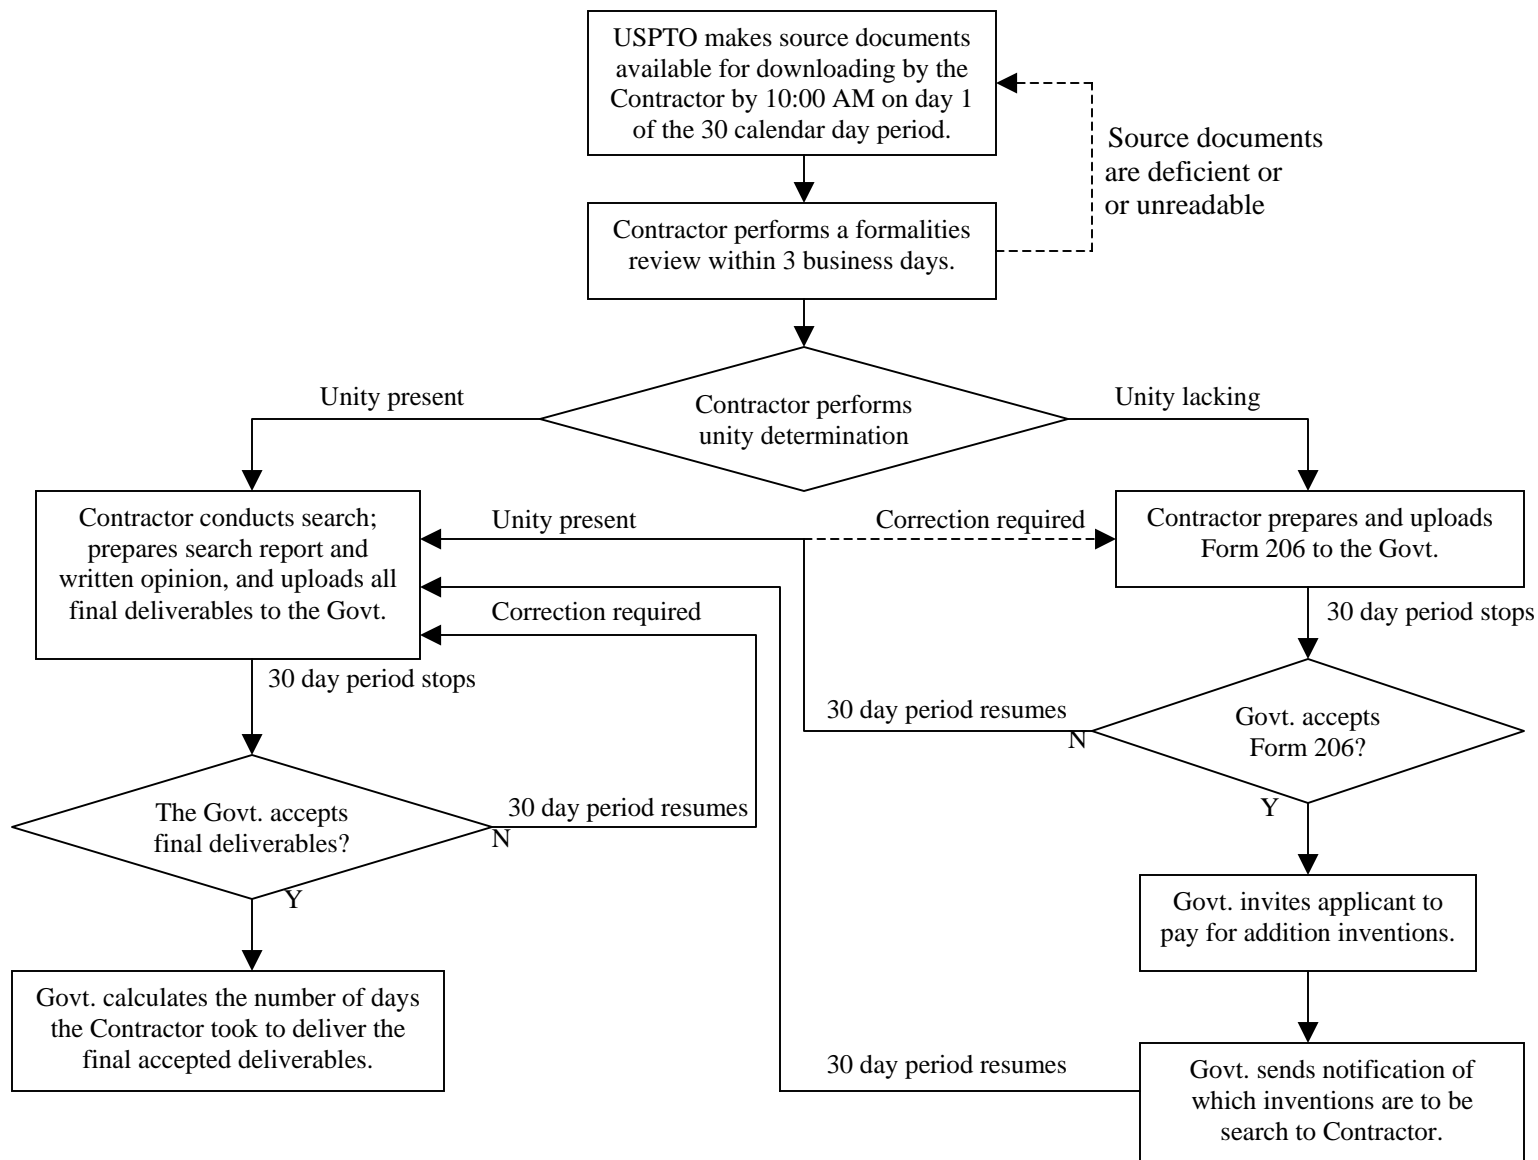 USPTO makes source documents
available for downloading by the
Contractor by 10:00 AM on day 1
of the 30 calendar day period.
Source documents
are deficient or
or unreadable
Contractor performs a formalities
review within 3 business days.
Unity present
Contractor performs
unity determination
Unity lacking
Contractor conducts search;
prepares search report and
written opinion, and uploads all
final deliverables to the Govt.
Unity present
Correction required
Contractor prepares and uploads
Form 206 to the Govt.
Correction required
30 day period stops
30 day period stops
30 day period resumes
N
Govt. accepts
Form 206?
Y
The Govt. accepts
final deliverables?
30 day period resumes
N
Y
Govt. invites applicant to
pay for addition inventions.
Govt. calculates the number of days
the Contractor took to deliver the
final accepted deliverables.
30 day period resumes
Govt. sends notification of
which inventions are to be
search to Contractor.